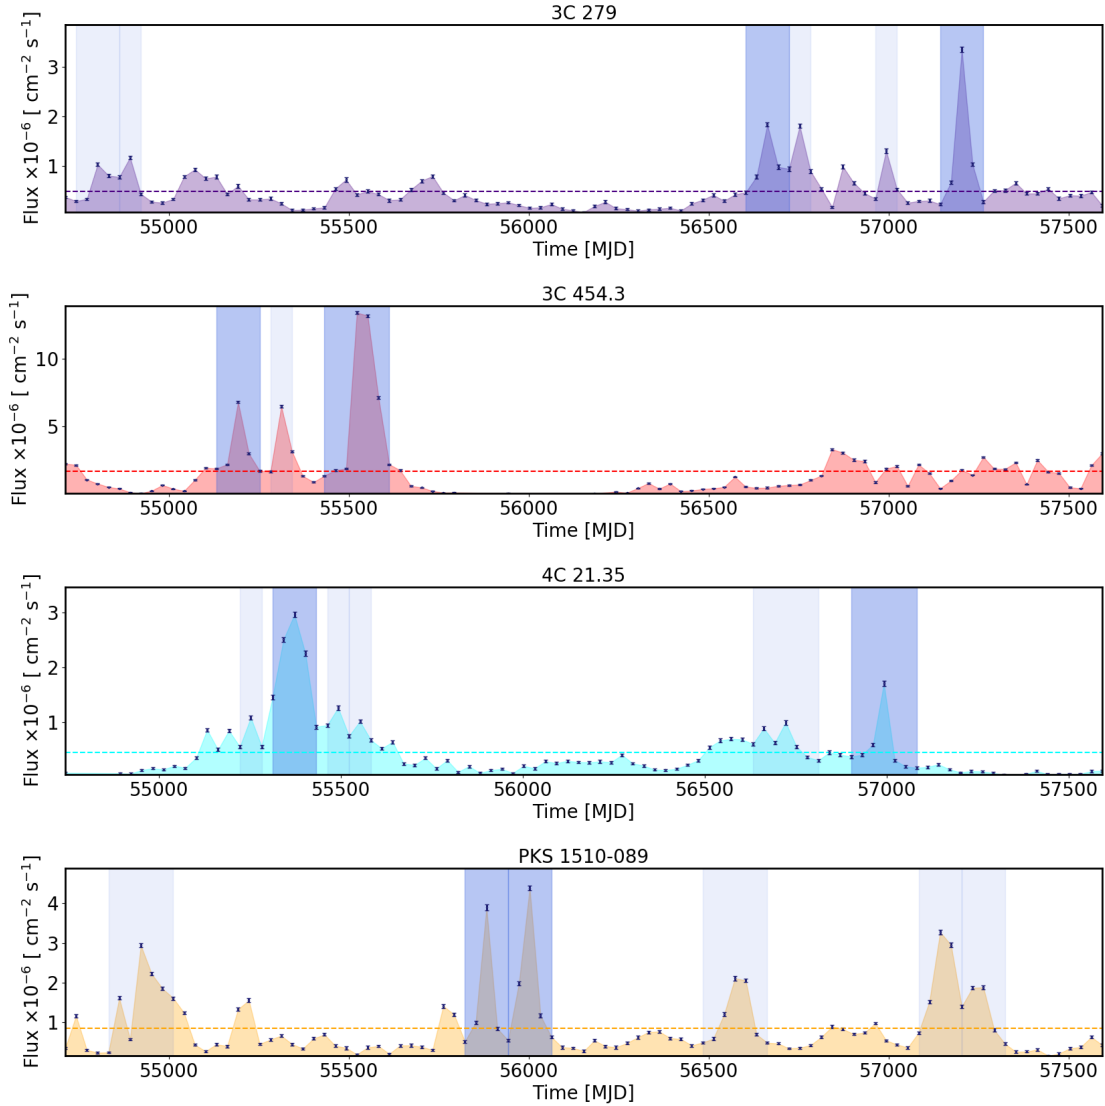 3C 279
Flux ×10⁻⁶ [ cm⁻² s⁻¹]
3
2
1
55000 55500 56000 56500 57000 57500
Time [MJD]
3C 454.3
Flux ×10⁻⁶ [ cm⁻² s⁻¹]
10
5
55000 55500 56000 56500 57000 57500
Time [MJD]
4C 21.35
Flux ×10⁻⁶ [ cm⁻² s⁻¹]
3
2
1
55000 55500 56000 56500 57000 57500
Time [MJD]
PKS 1510-089
Flux ×10⁻⁶ [ cm⁻² s⁻¹]
4
3
2
1
55000 55500 56000 56500 57000 57500
Time [MJD]